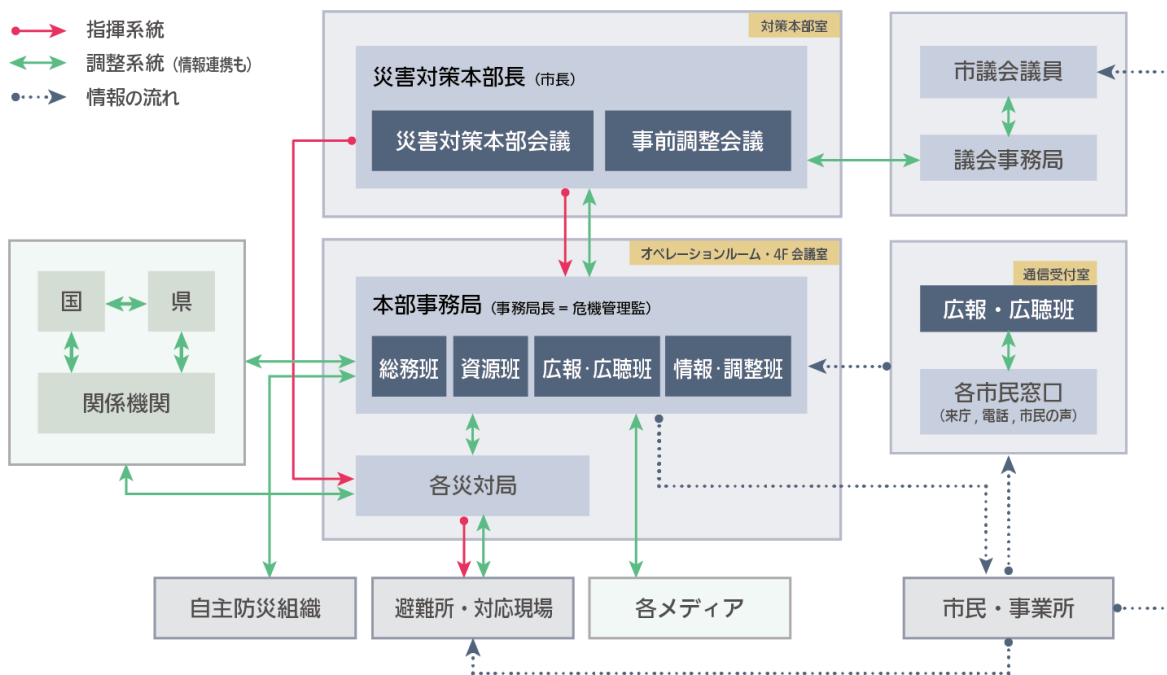 指揮系統
調整系統（情報連携も）
情報の流れ
対策本部室
災害対策本部長（市長）
災害対策本部会議
事前調整会議
市議会議員
議会事務局
オペレーションルーム・4F 会議室
本部事務局（事務局長 = 危機管理監）
総務班
資源班
広報・広聴班
情報・調整班
各災対局
通信受付室
広報・広聴班
各市民窓口
（来庁 , 電話 , 市民の声）
国
県
関係機関
自主防災組織
避難所・対応現場
各メディア
市民・事業所